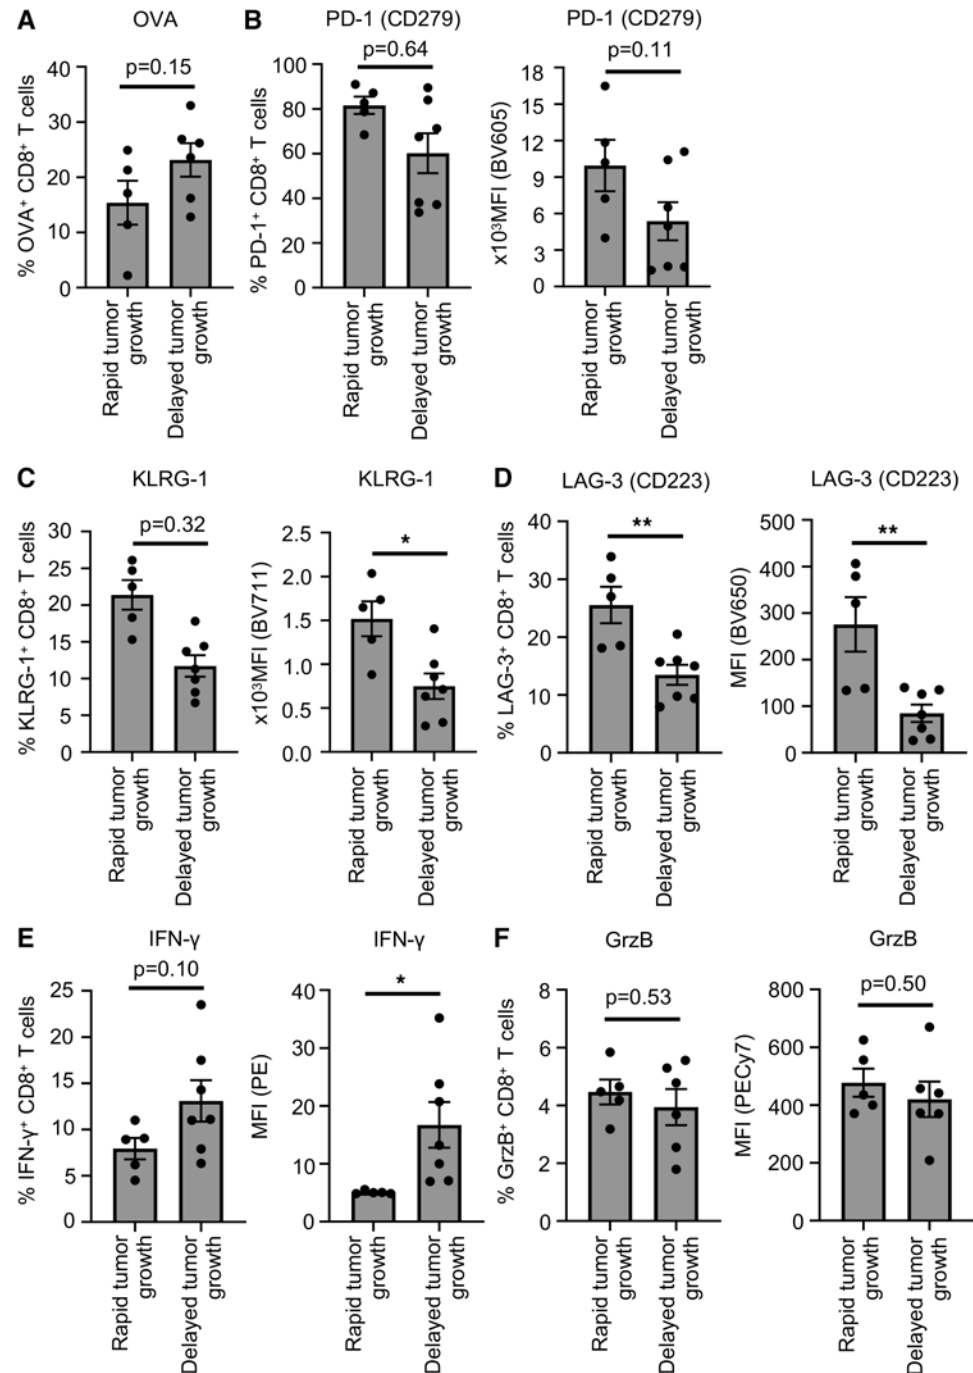 A
OVA
% OVA⁺ CD8⁺ T cells
40
30
20
10
0
p=0.15
Rapid tumor
growth
Delayed tumor
growth
B
PD-1 (CD279)
% PD-1⁺ CD8⁺ T cells
100
80
60
40
20
0
p=0.64
Rapid tumor
growth
Delayed tumor
growth
PD-1 (CD279)
x10³MFI (BV605)
18
15
12
9
6
3
0
p=0.11
Rapid tumor
growth
Delayed tumor
growth
C
KLRG-1
% KLRG-1⁺ CD8⁺ T cells
30
25
20
15
10
5
0
p=0.32
Rapid tumor
growth
Delayed tumor
growth
KLRG-1
x10³MFI (BV711)
2.5
2.0
1.5
1.0
0.5
0.0
*
Rapid tumor
growth
Delayed tumor
growth
D
LAG-3 (CD223)
% LAG-3⁺ CD8⁺ T cells
40
30
20
10
0
**
Rapid tumor
growth
Delayed tumor
growth
LAG-3 (CD223)
MFI (BV650)
500
400
300
200
100
0
**
Rapid tumor
growth
Delayed tumor
growth
E
IFN-γ
% IFN-γ⁺ CD8⁺ T cells
25
20
15
10
5
0
p=0.10
Rapid tumor
growth
Delayed tumor
growth
IFN-γ
MFI (PE)
40
30
20
10
0
*
Rapid tumor
growth
Delayed tumor
growth
F
GrzB
% GrzB⁺ CD8⁺ T cells
8
6
4
2
0
p=0.53
Rapid tumor
growth
Delayed tumor
growth
GrzB
MFI (PECy7)
800
600
400
200
0
p=0.50
Rapid tumor
growth
Delayed tumor
growth